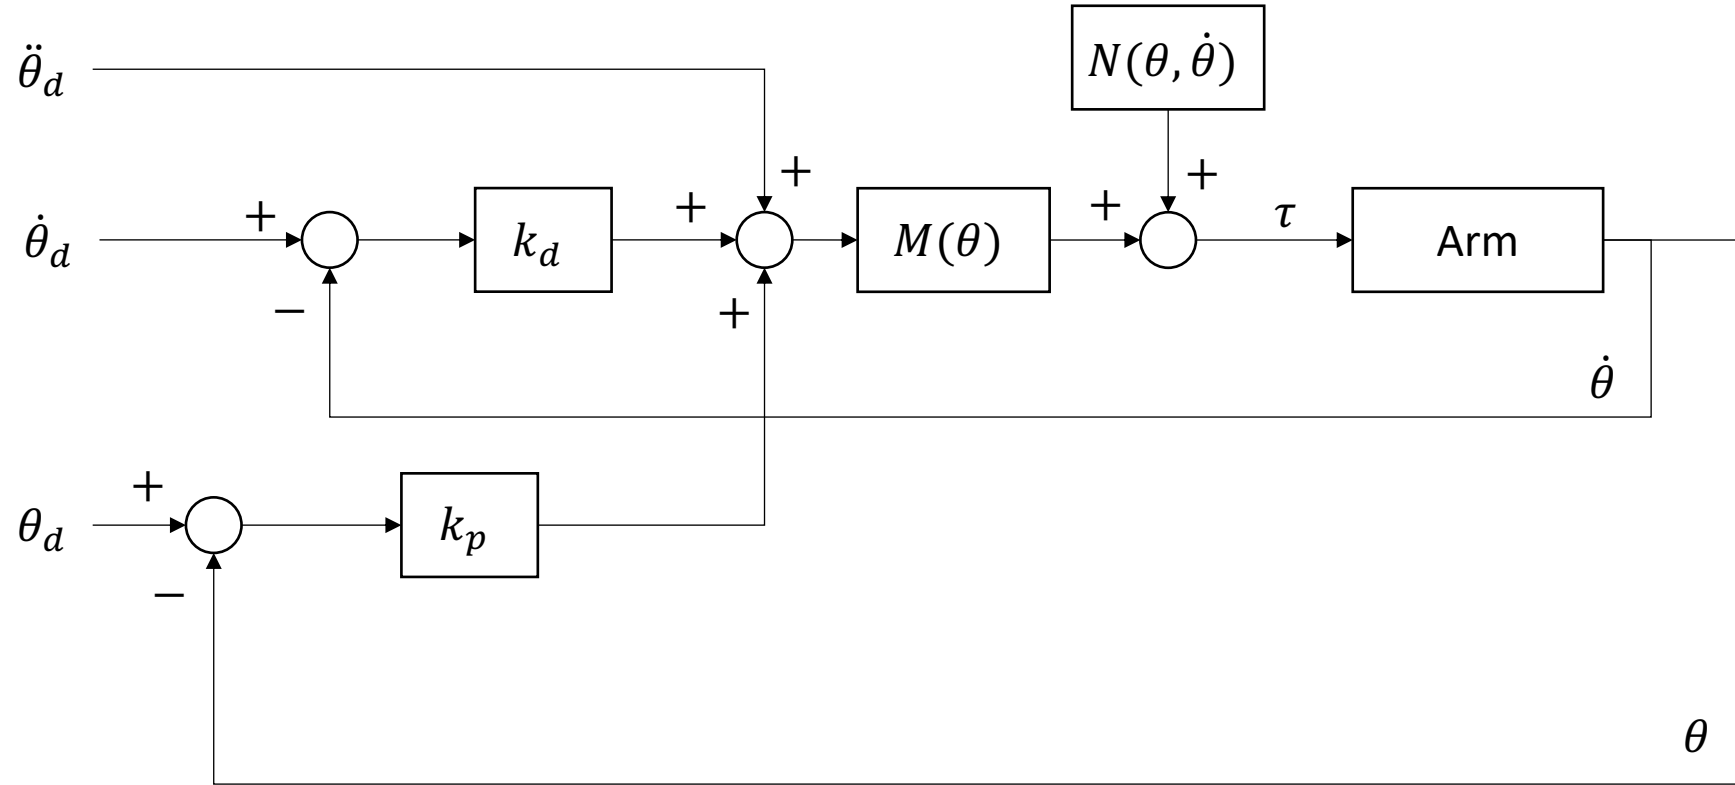 θ̈_d
N(θ, θ̇)
+
+
+
+
+
θ̇_d
k_d
M(θ)
τ
Arm
−
+
θ̇
+
θ_d
k_p
−
θ